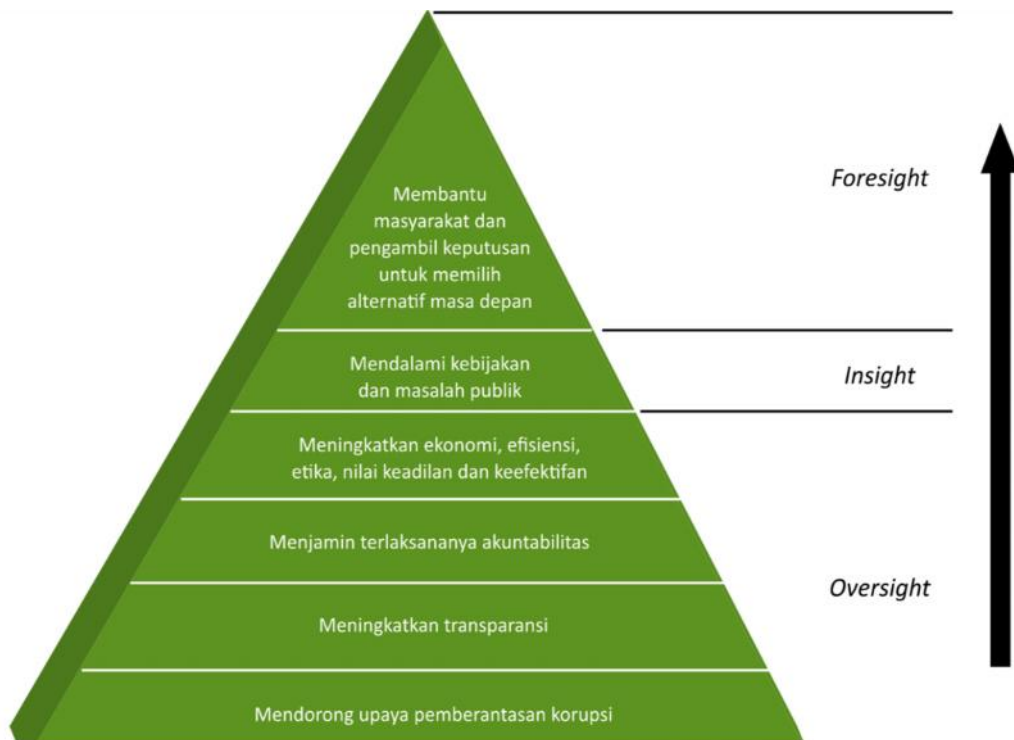 Membantu
masyarakat dan
pengambil keputusan
untuk memilih
alternatif masa depan
Foresight
Mendalami kebijakan
dan masalah publik
Insight
Meningkatkan ekonomi, efisiensi,
etika, nilai keadilan dan keefektifan
Menjamin terlaksananya akuntabilitas
Oversight
Meningkatkan transparansi
Mendorong upaya pemberantasan korupsi